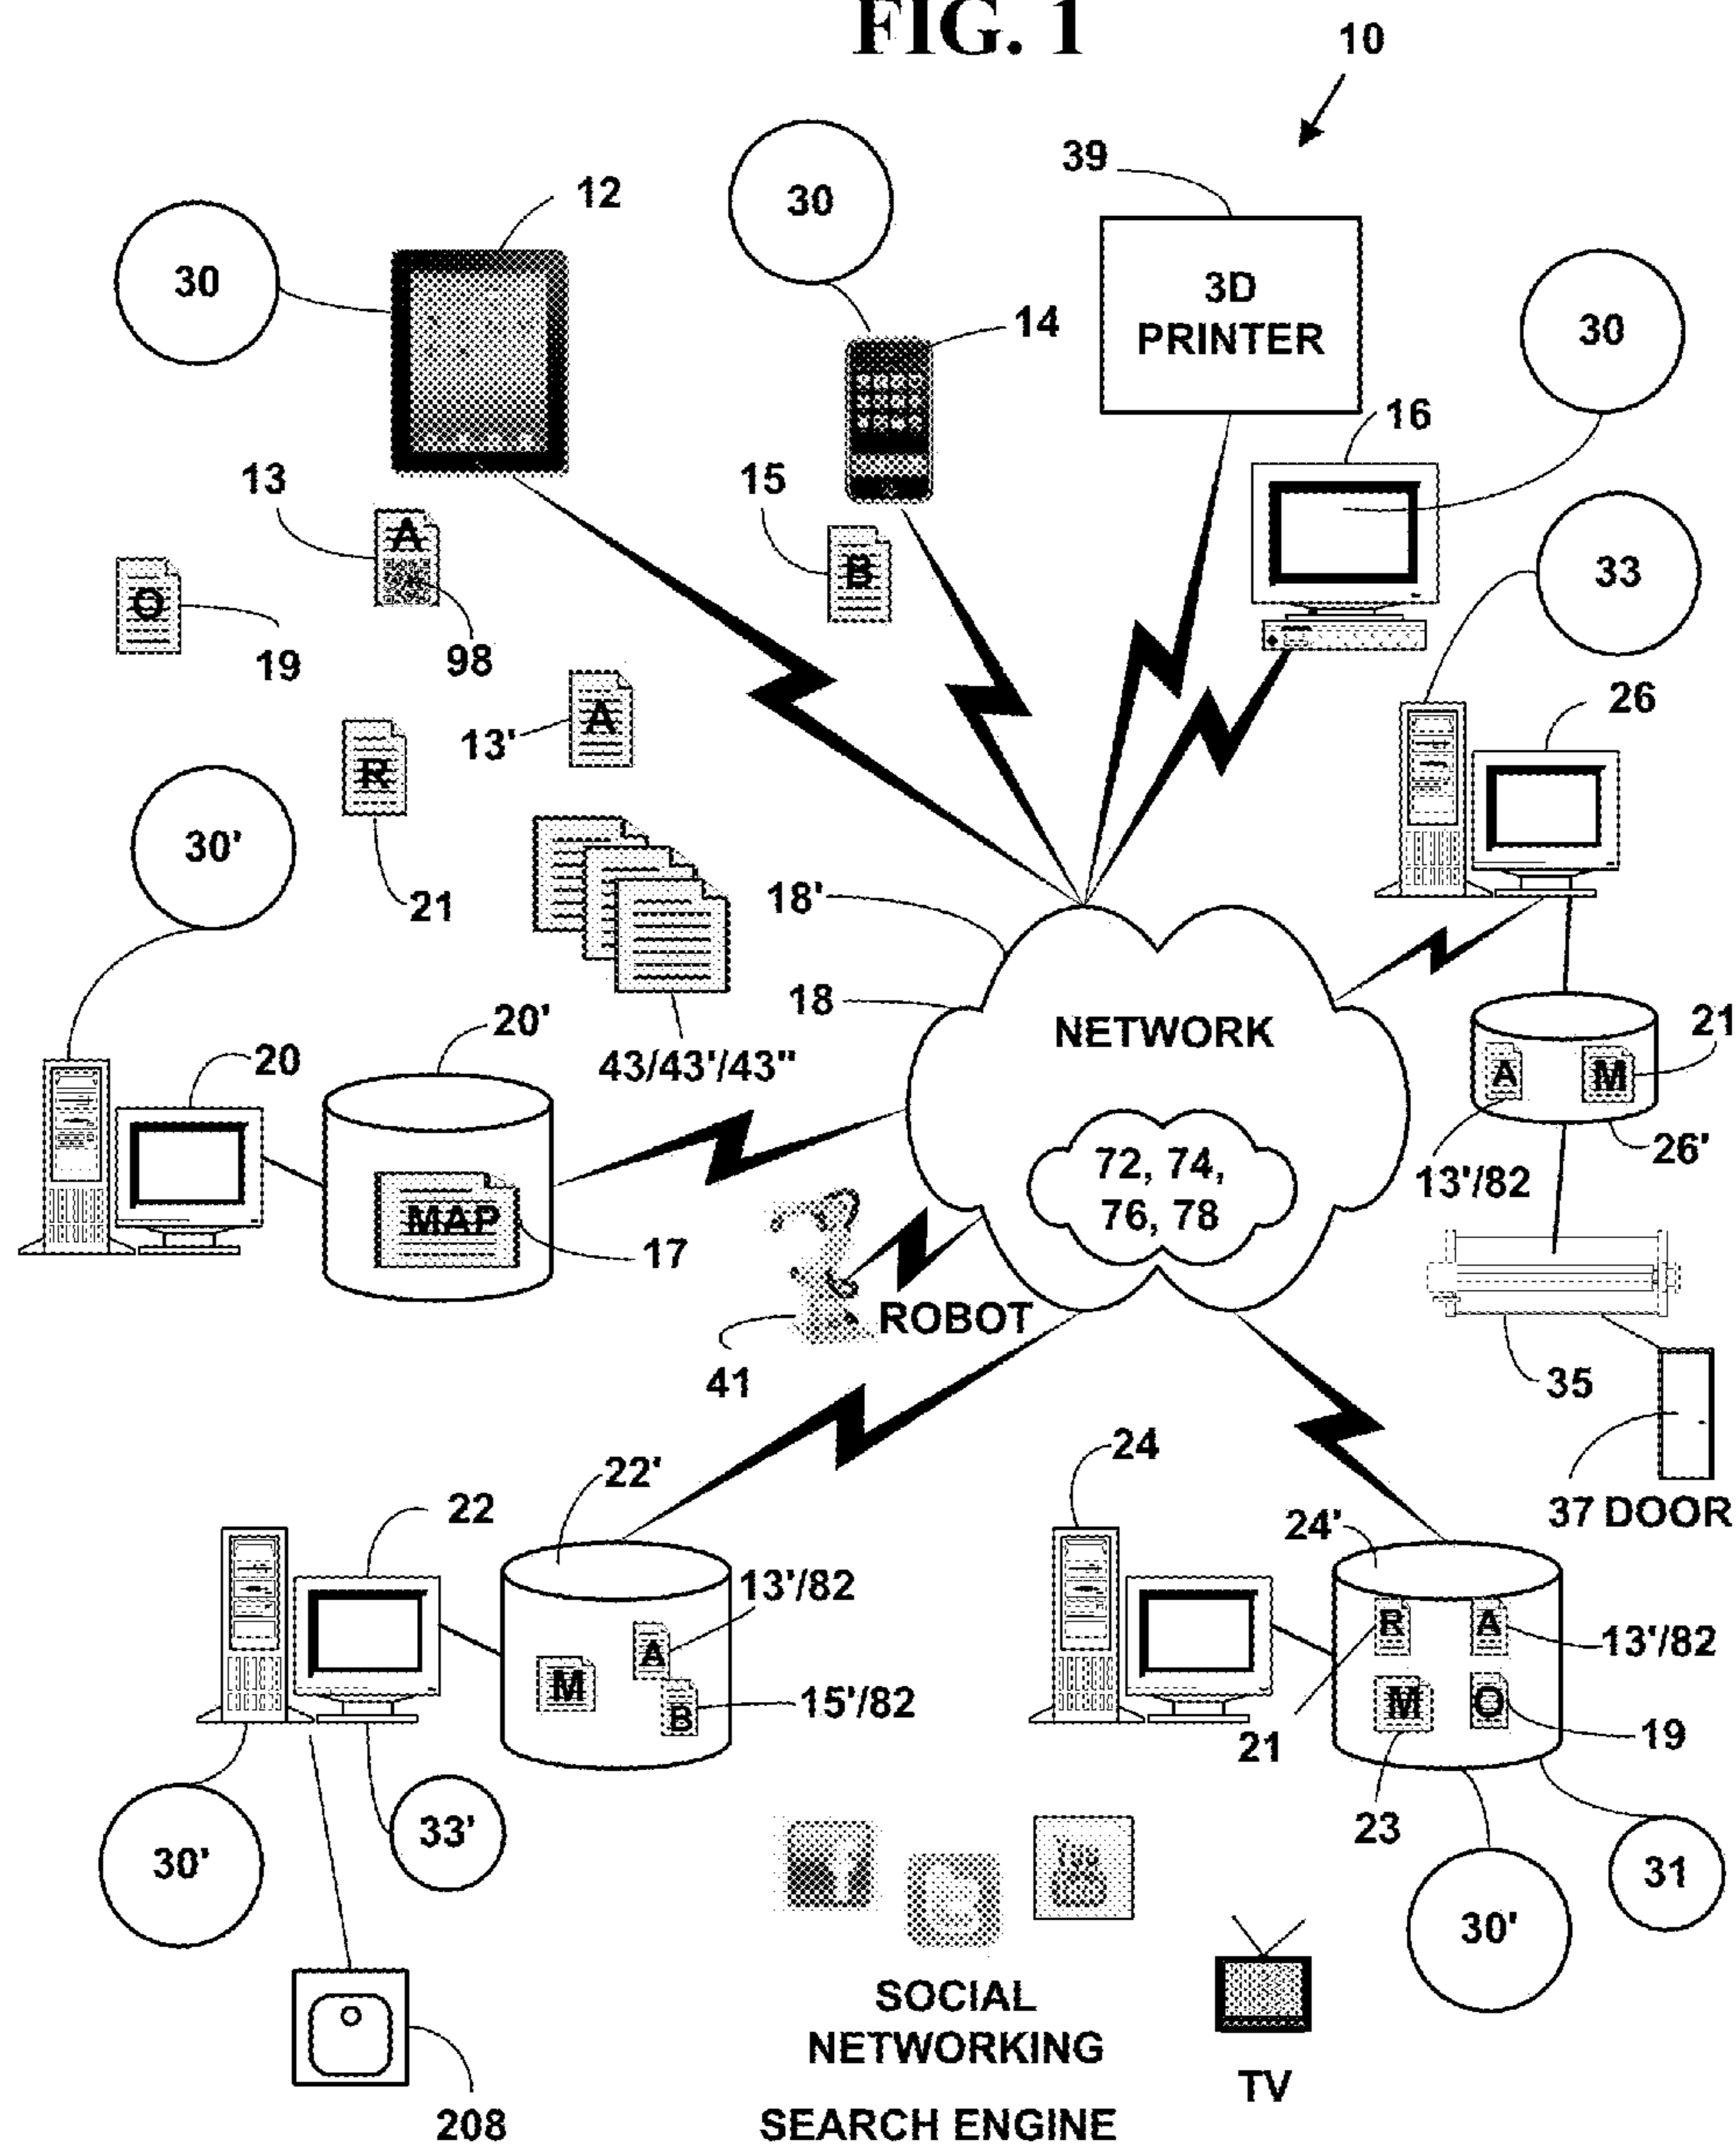 FIG. 1
10
39
12
30
30
3D
PRINTER
30
14
16
13
15
A
B
O
33
19
98
26
A
13'
R
30'
21
18'
18
NETWORK
20'
21
43/43'/43"
20
A
M
72, 74,
76, 78
26'
13'/82
MAP
17
ROBOT
41
35
24
22'
37 DOOR
22
24'
13'/82
R
A
13'/82
A
M
B
15'/82
M
O
21
19
23
33'
30'
f
You
31
30'
SOCIAL
NETWORKING
TV
208
SEARCH ENGINE